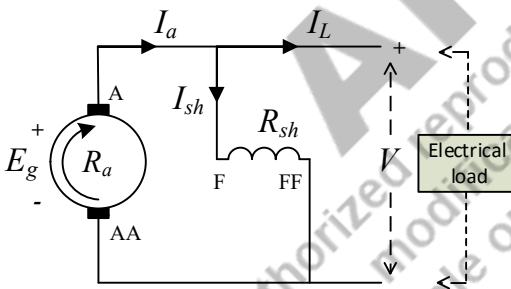 I_a
I_L
+
A
I_sh
R_sh
+
E_g
R_a
V
Electrical
load
F
FF
-
AA